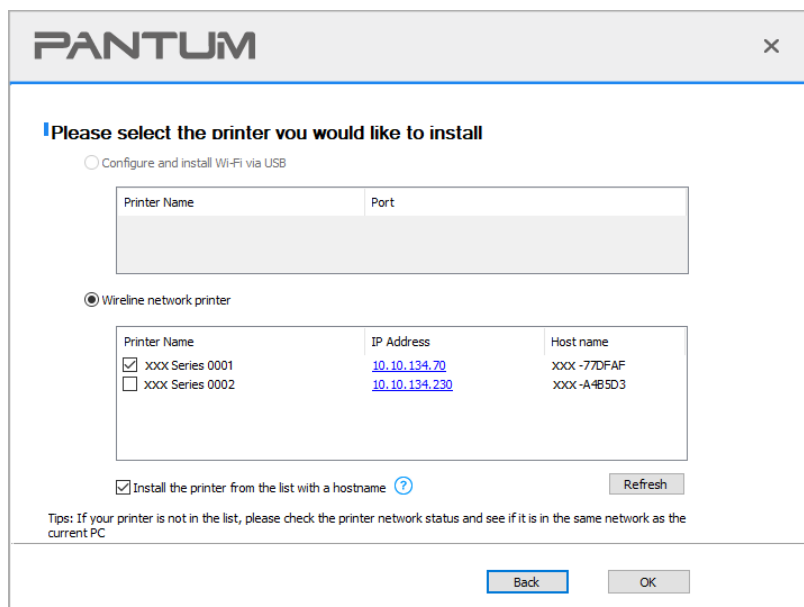 PANTUM
Please select the printer you would like to install
Configure and install Wi-Fi via USB
Printer Name Port
Wireline network printer
Printer Name IP Address Host name
XXX Series 0001 10.10.134.70 XXX -77DFAF
XXX Series 0002 10.10.134.230 XXX -A4B5D3
Install the printer from the list with a hostname ? Refresh
Tips: If your printer is not in the list, please check the printer network status and see if it is in the same network as the
current PC
Back OK